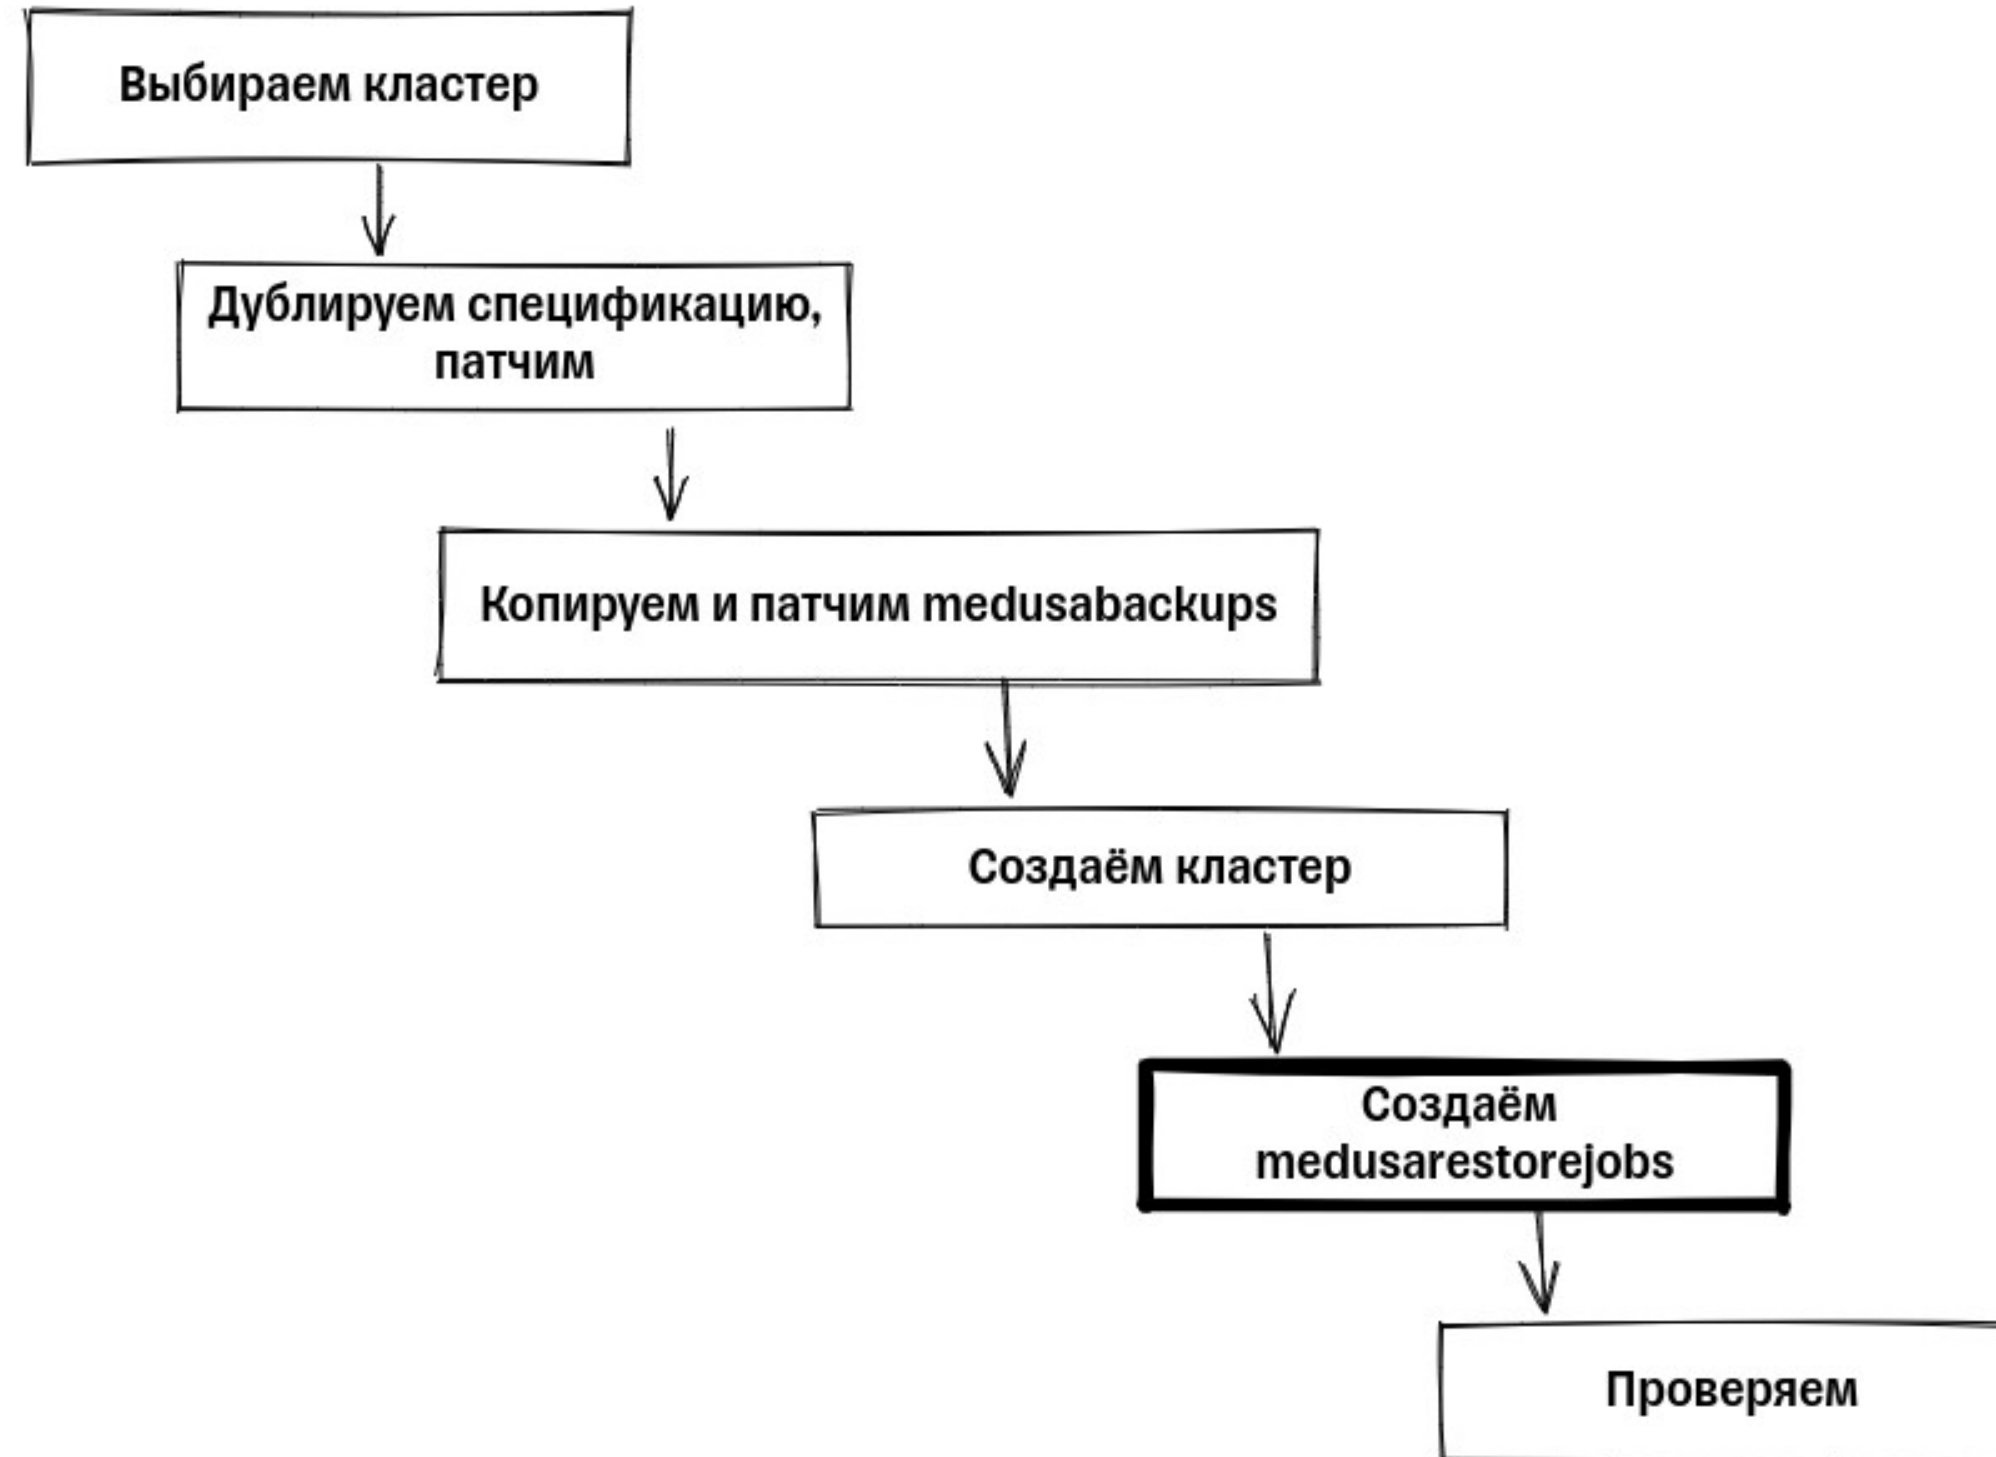 Выбираем кластер
Дублируем спецификацию,
патчим
Копируем и патчим medusabackups
Создаём кластер
Создаём
medusarestorejobs
Проверяем